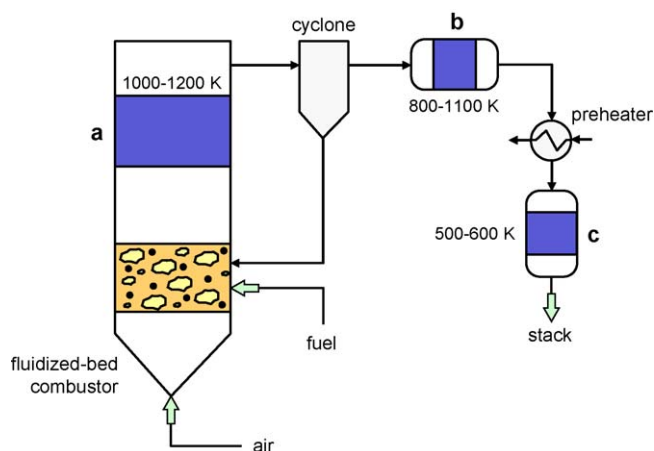 cyclone
b
1000-1200 K
800-1100 K
a
preheater
500-600 K
c
fuel
stack
fluidized-bed
combustor
air